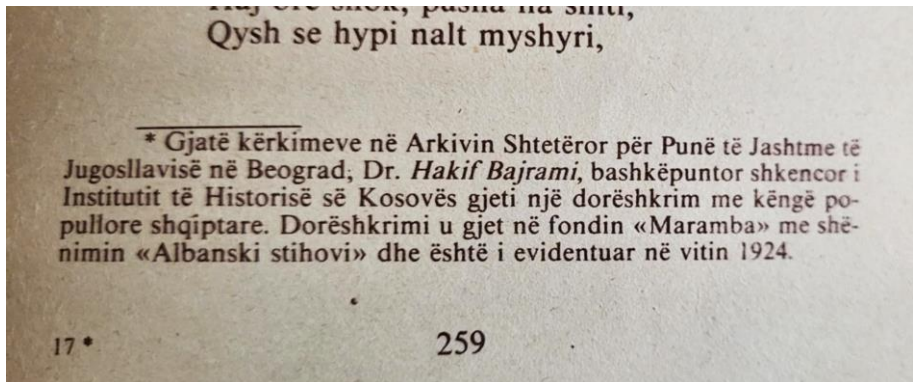 Qysh se hypi nalt myshyri,
* Gjatë kërkimeve në Arkivin Shtetëror për Punë të Jashtme të
Jugosllavisë në Beograd, Dr. Hakif Bajrami, bashkëpuntor shkencor i
Institutit të Historisë së Kosovës gjeti një dorëshkrim me këngë po-
pullore shqiptare. Dorëshkrimi u gjet në fondin «Maramba» me shë-
nimin «Albanski stihovi» dhe është i evidentuar në vitin 1924.
17 *
259